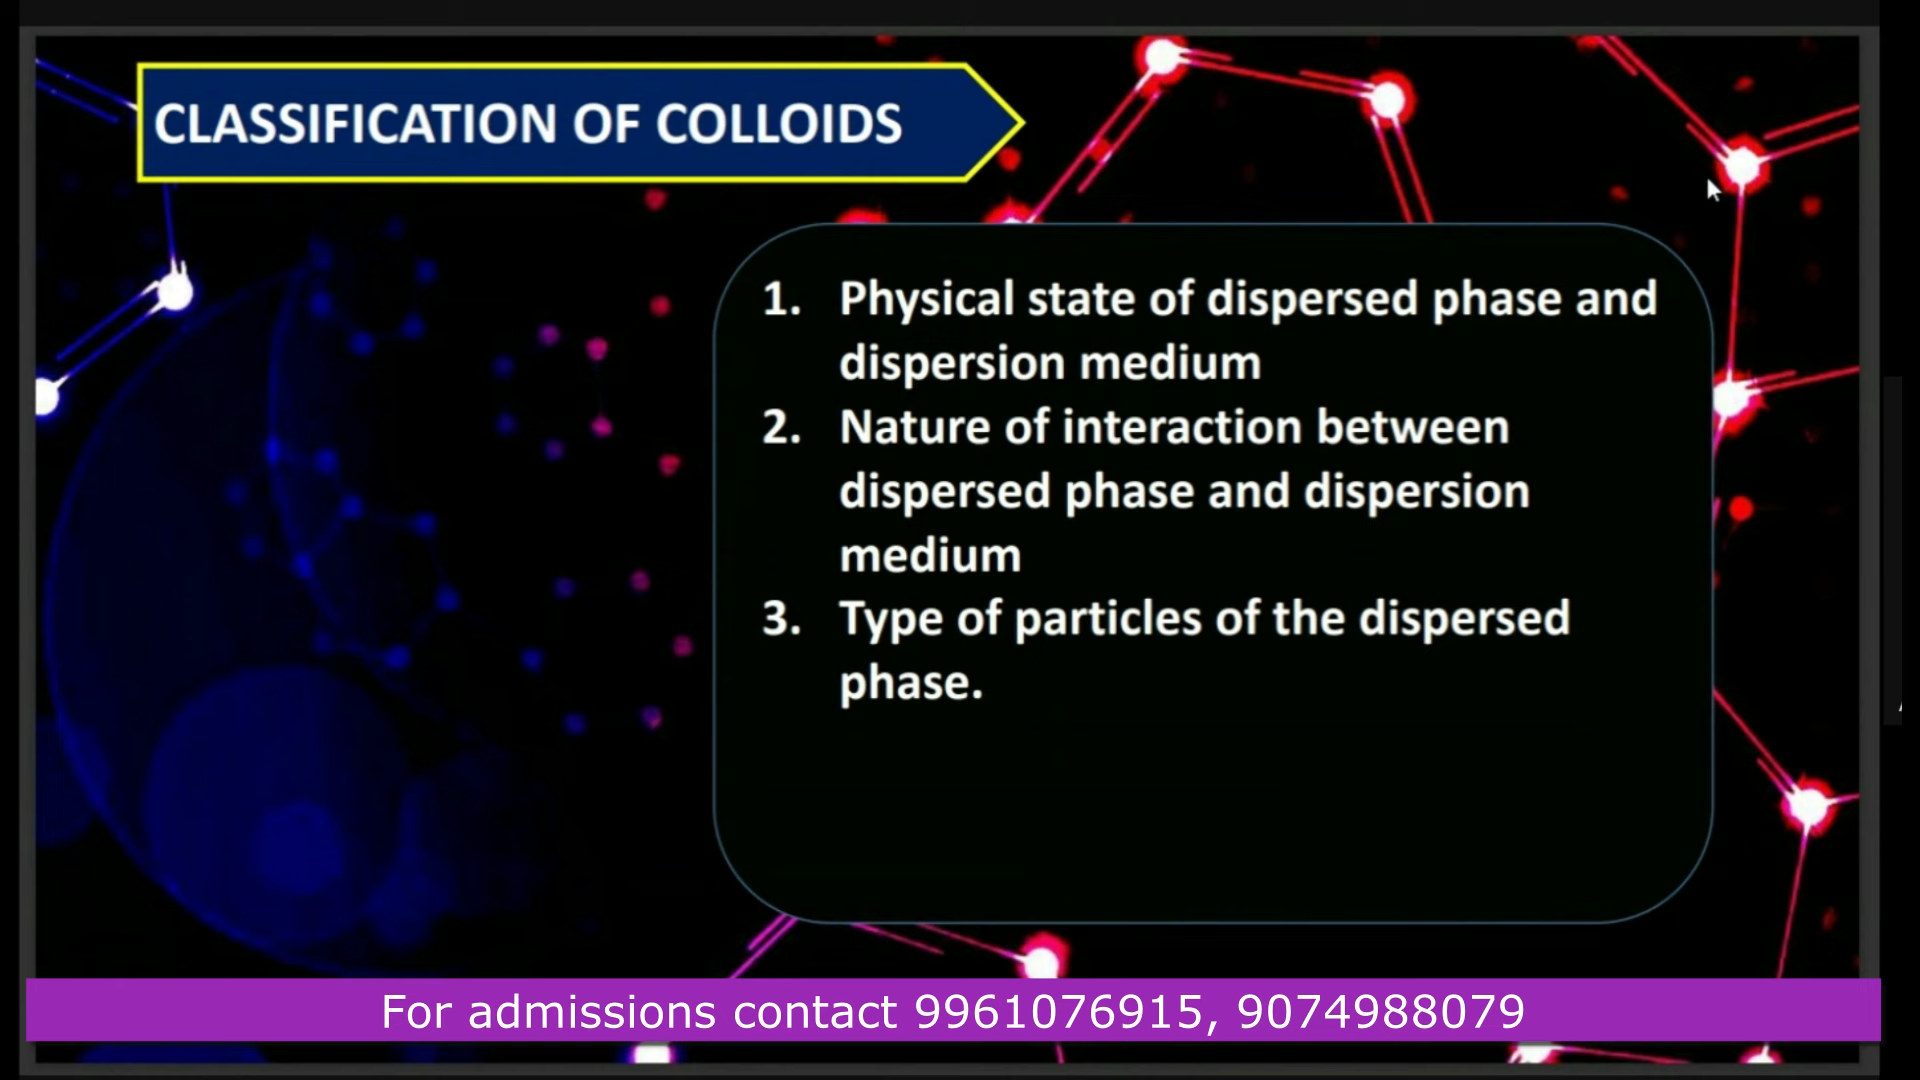 CLASSIFICATION OF COLLOIDS
1. Physical state of dispersed phase and
dispersion medium
2. Nature of interaction between
dispersed phase and dispersion
medium
3. Type of particles of the dispersed
phase.
For admissions contact 9961076915, 9074988079